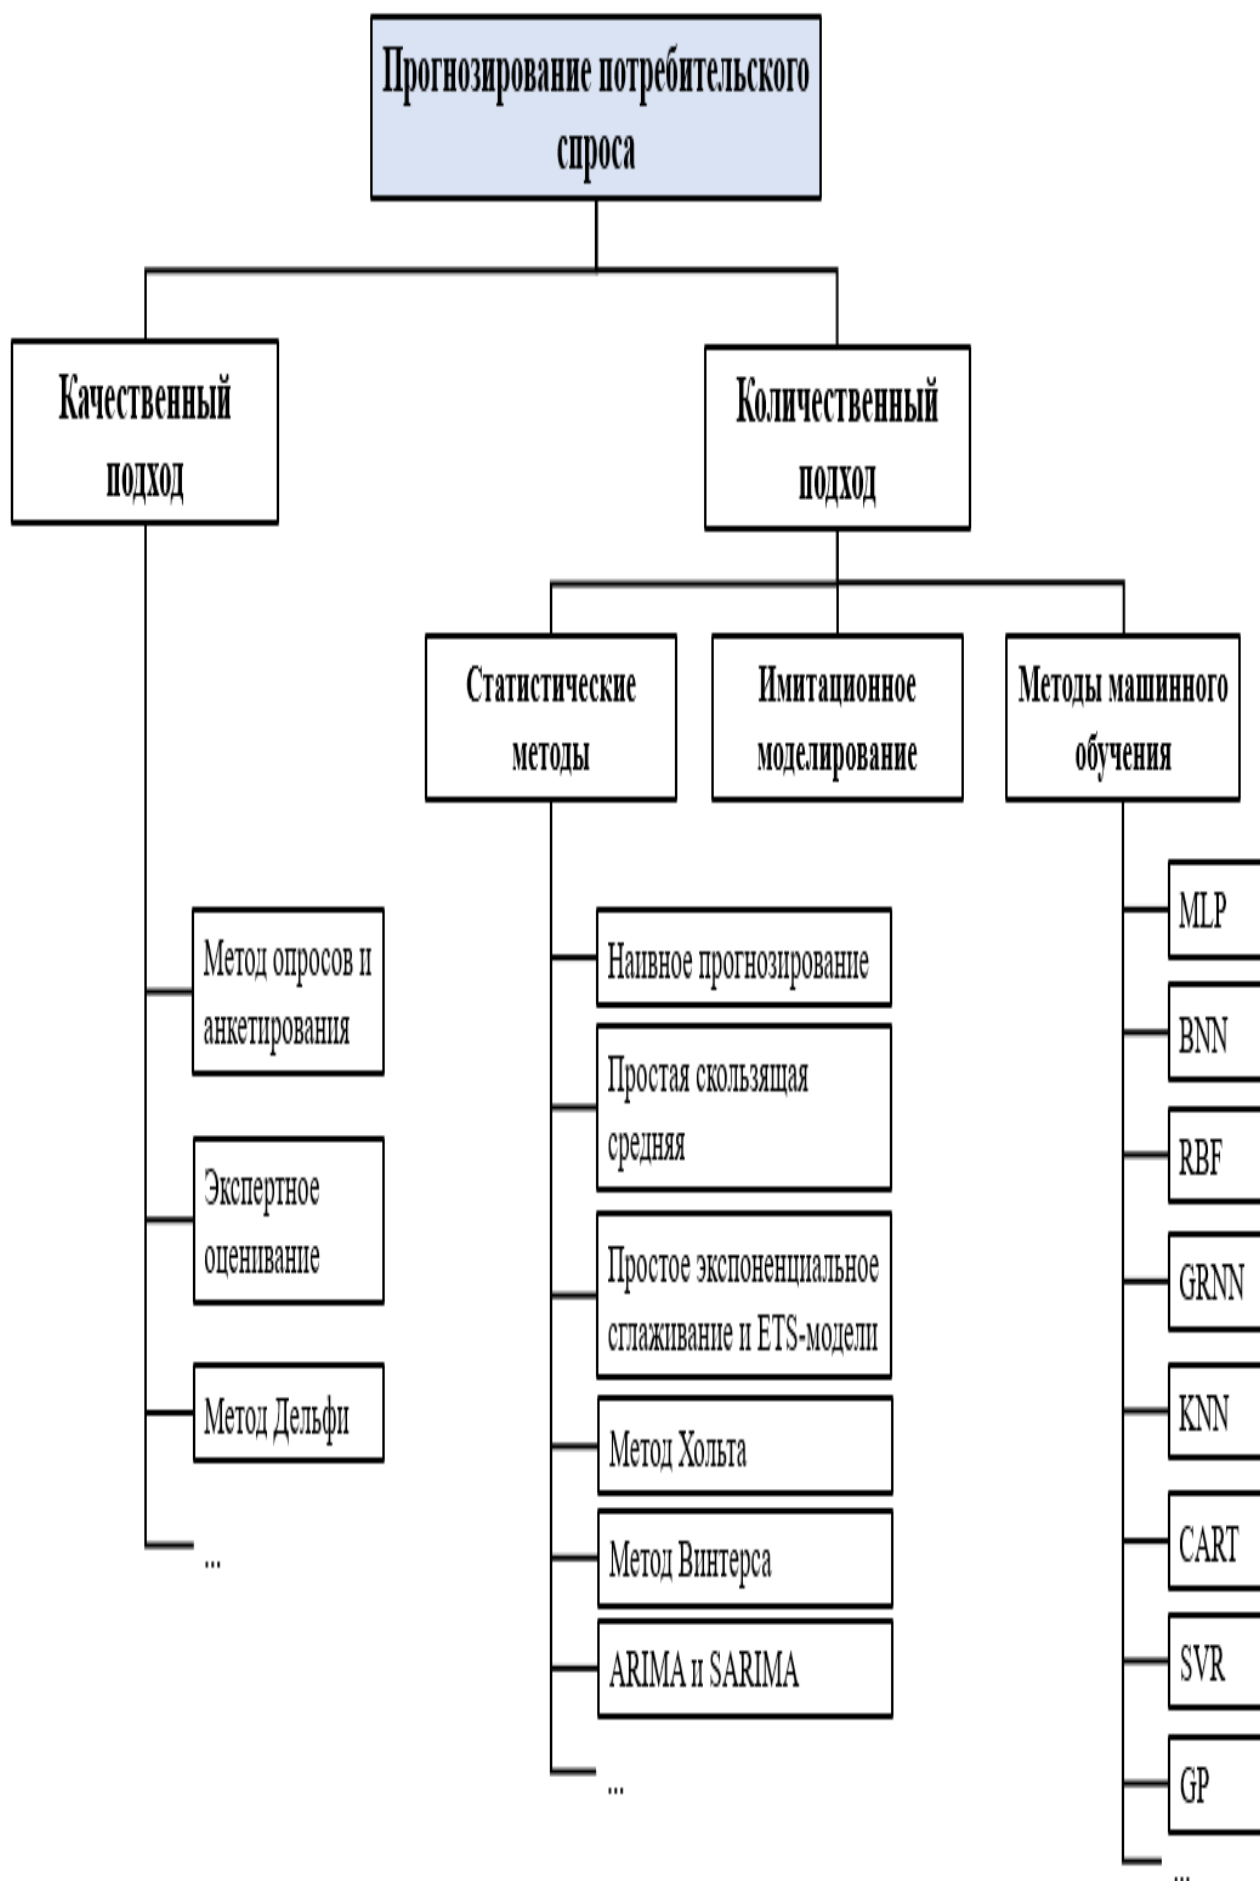 Прогнозирование потребительского
спроса
Качественный
подход
Количественный
подход
Статистические
методы
Имитационное
моделирование
Методы машинного
обучения
Метод опросов и
анкетирования
Экспертное
оценивание
Метод Дельфи
...
Наивное прогнозирование
Простая скользящая
средняя
Простое экспоненциальное
сглаживание и ETS-модели
Метод Хольта
Метод Винтерса
ARIMA и SARIMA
...
MLP
BNN
RBF
GRNN
KNN
CART
SVR
GP
...